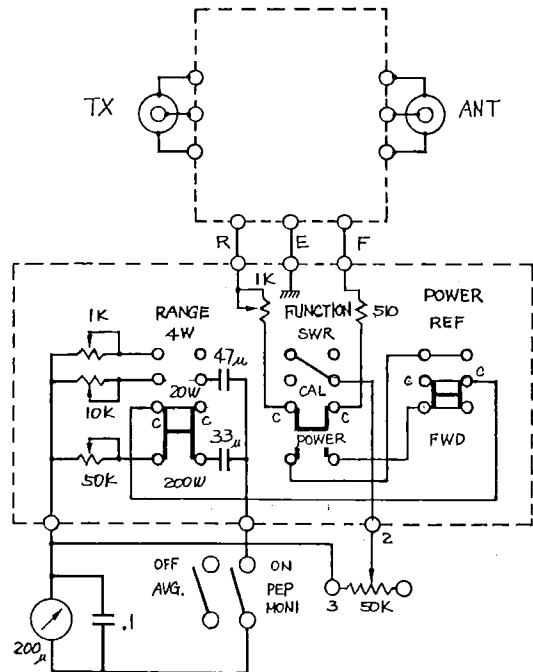 TX
ANT
R
E
F
1K
1K
RANGE
4W
FUNCTION
SWR
510
POWER
REF
47μ
10K
20W
CAL
C
C
C
C
C
C
33μ
POWER
FWD
50K
200W
2
OFF
AVG.
ON
PEP
MONI
3
50K
200μ
.1